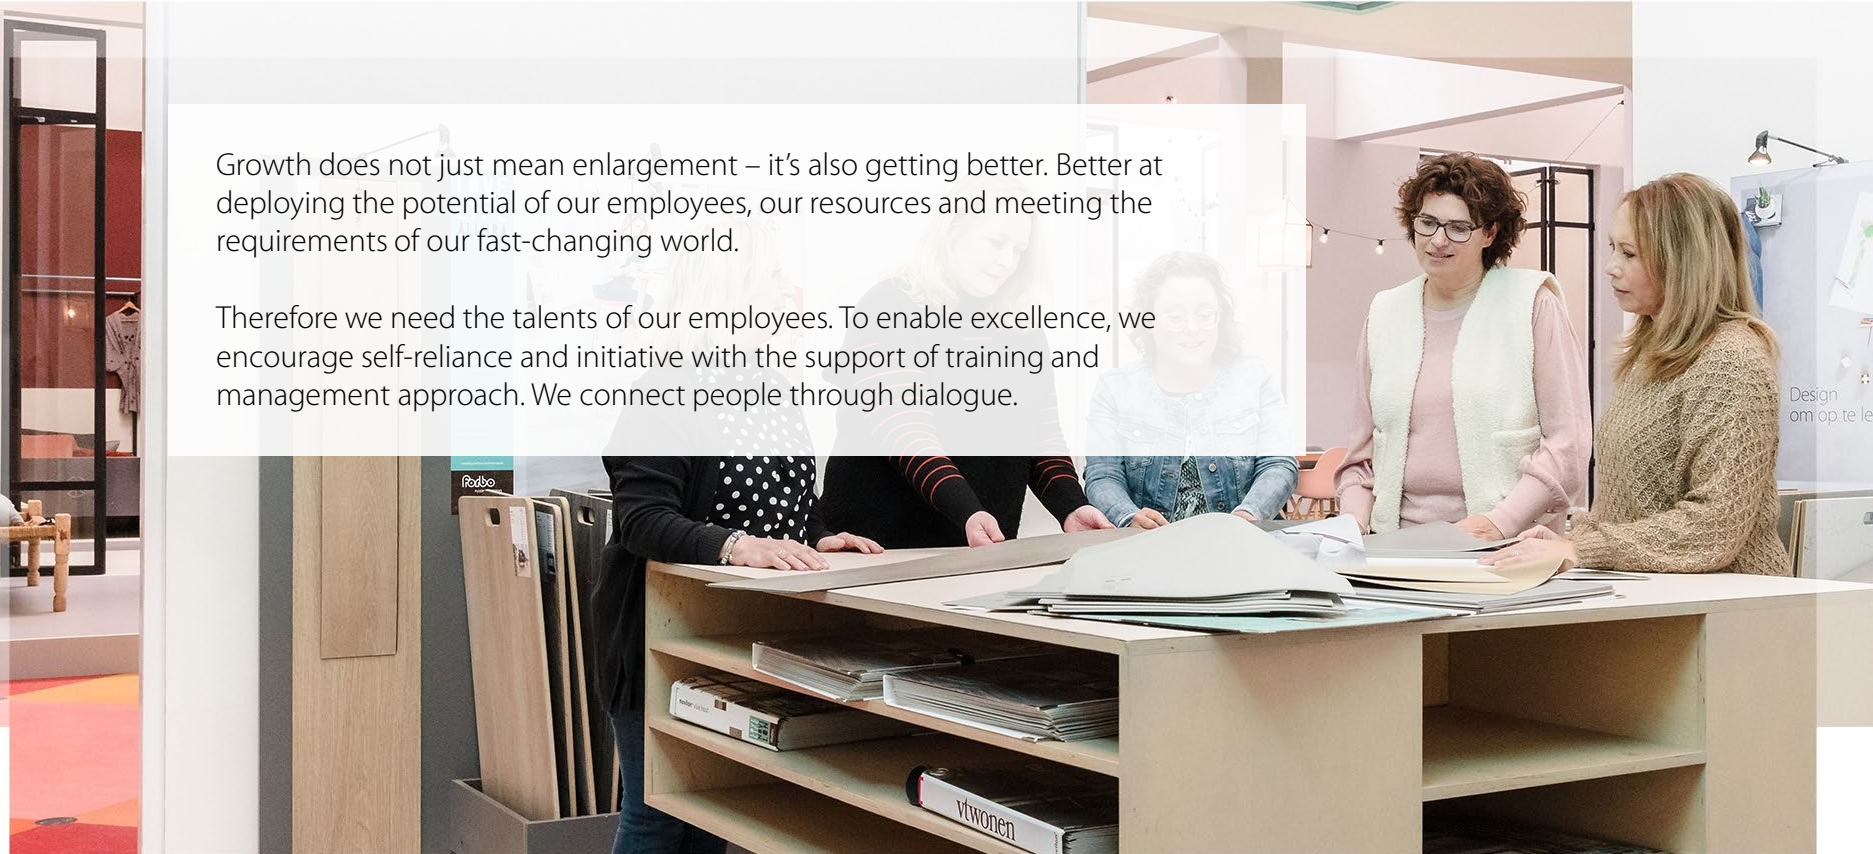 Growth does not just mean enlargement – it’s also getting better. Better at
deploying the potential of our employees, our resources and meeting the
requirements of our fast-changing world.
Therefore we need the talents of our employees. To enable excellence, we
encourage self-reliance and initiative with the support of training and
management approach. We connect people through dialogue.
Design
om op te le
Forbo
vtwonen